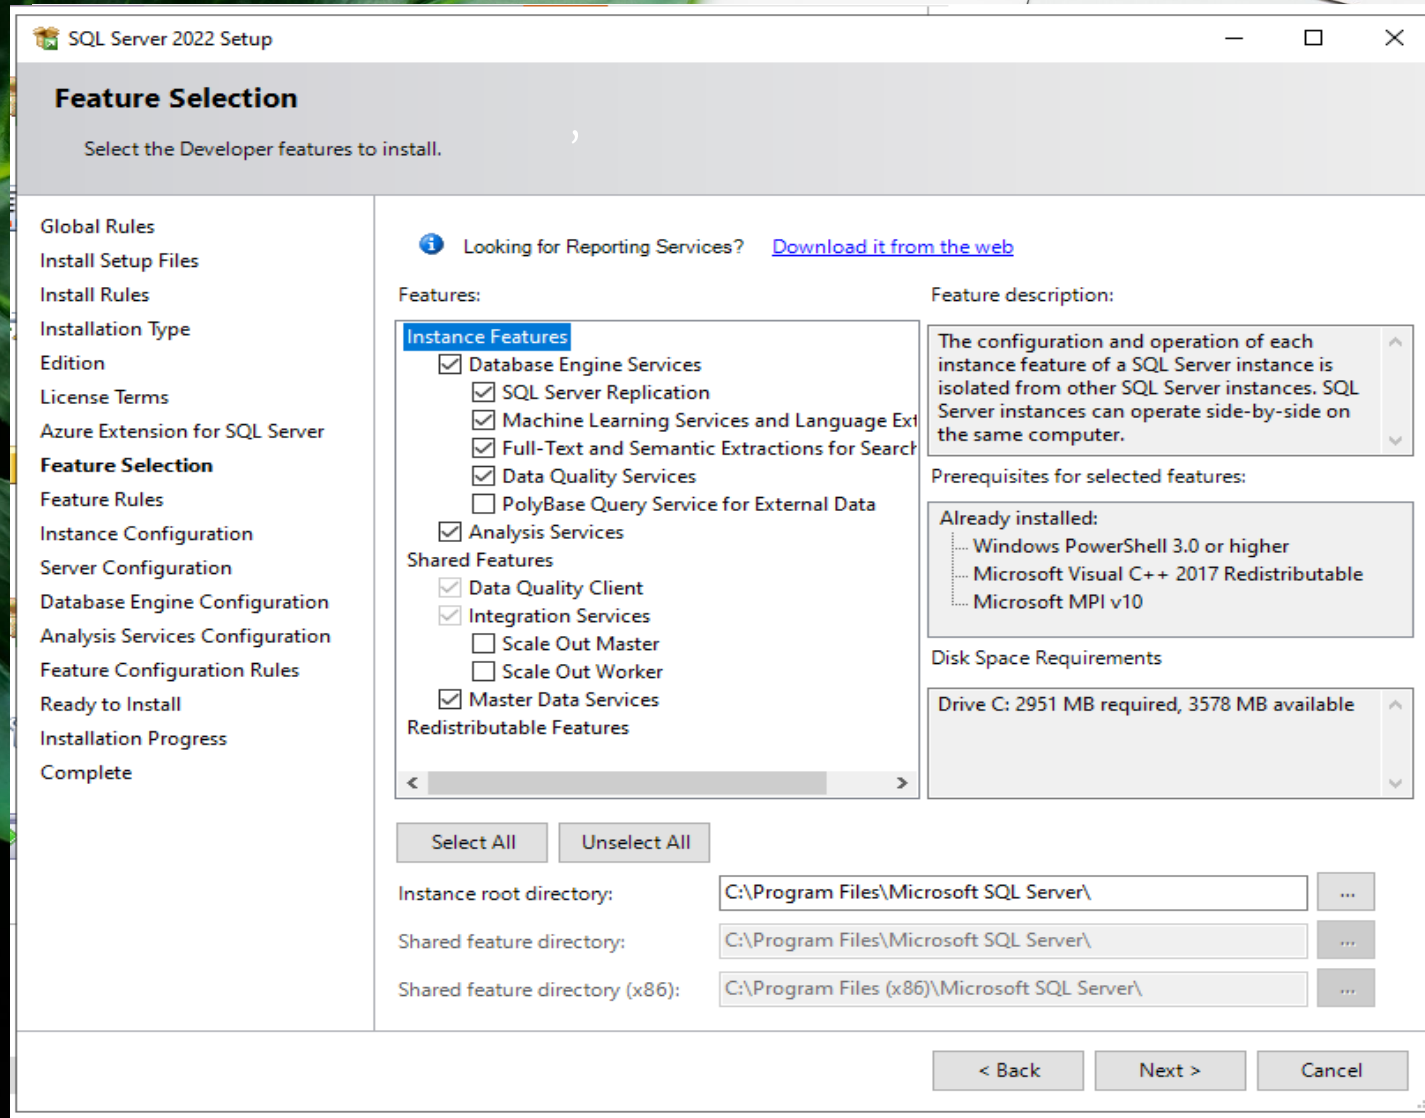 SQL Server 2022 Setup
Feature Selection
Select the Developer features to install.
,
Global Rules
Install Setup Files
Install Rules
Installation Type
Edition
License Terms
Azure Extension for SQL Server
Feature Selection
Feature Rules
Instance Configuration
Server Configuration
Database Engine Configuration
Analysis Services Configuration
Feature Configuration Rules
Ready to Install
Installation Progress
Complete
Looking for Reporting Services? Download it from the web
Features:
Instance Features
Database Engine Services
SQL Server Replication
Machine Learning Services and Language Ext
Full-Text and Semantic Extractions for Search
Data Quality Services
PolyBase Query Service for External Data
Analysis Services
Shared Features
Data Quality Client
Integration Services
Scale Out Master
Scale Out Worker
Master Data Services
Redistributable Features
Feature description:
The configuration and operation of each
instance feature of a SQL Server instance is
isolated from other SQL Server instances. SQL
Server instances can operate side-by-side on
the same computer.
Prerequisites for selected features:
Already installed:
Windows PowerShell 3.0 or higher
Microsoft Visual C++ 2017 Redistributable
Microsoft MPI v10
Disk Space Requirements
Drive C: 2951 MB required, 3578 MB available
Select All
Unselect All
Instance root directory: C:\Program Files\Microsoft SQL Server\ ...
Shared feature directory: C:\Program Files\Microsoft SQL Server\ ...
Shared feature directory (x86): C:\Program Files (x86)\Microsoft SQL Server\ ...
< Back
Next >
Cancel